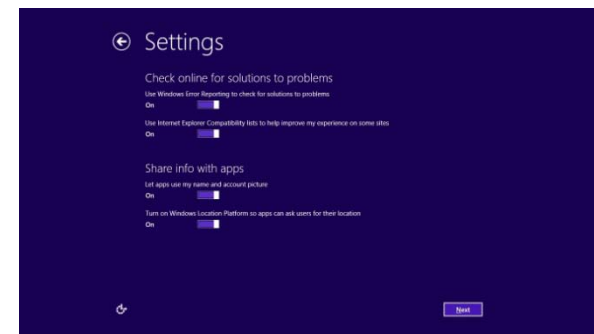 Settings
Check online for solutions to problems
Use Windows Error Reporting to check for solutions to problems
On
Use Internet Explorer Compatibility lists to help improve my experience on some sites
On
Share info with apps
Let apps use my name and account picture
On
Turn on Windows Location Platform so apps can ask users for their location
On
Next